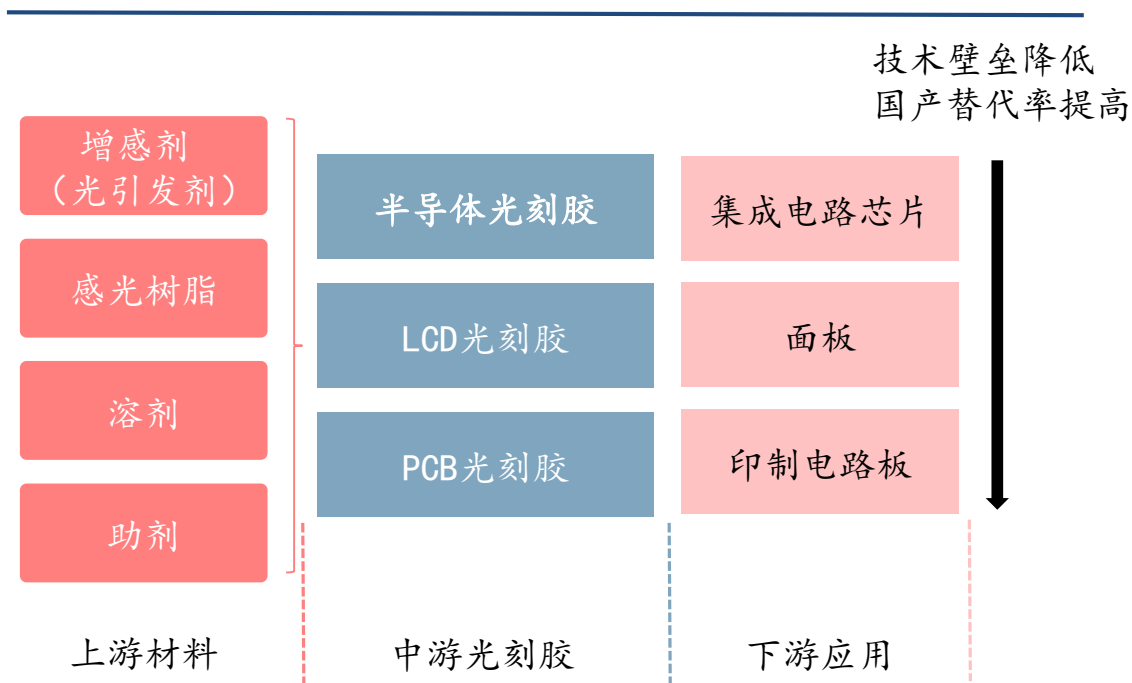 技术壁垒降低
国产替代率提高
增感剂
（光引发剂）
感光树脂
溶剂
助剂
半导体光刻胶
LCD光刻胶
PCB光刻胶
集成电路芯片
面板
印制电路板
上游材料
中游光刻胶
下游应用